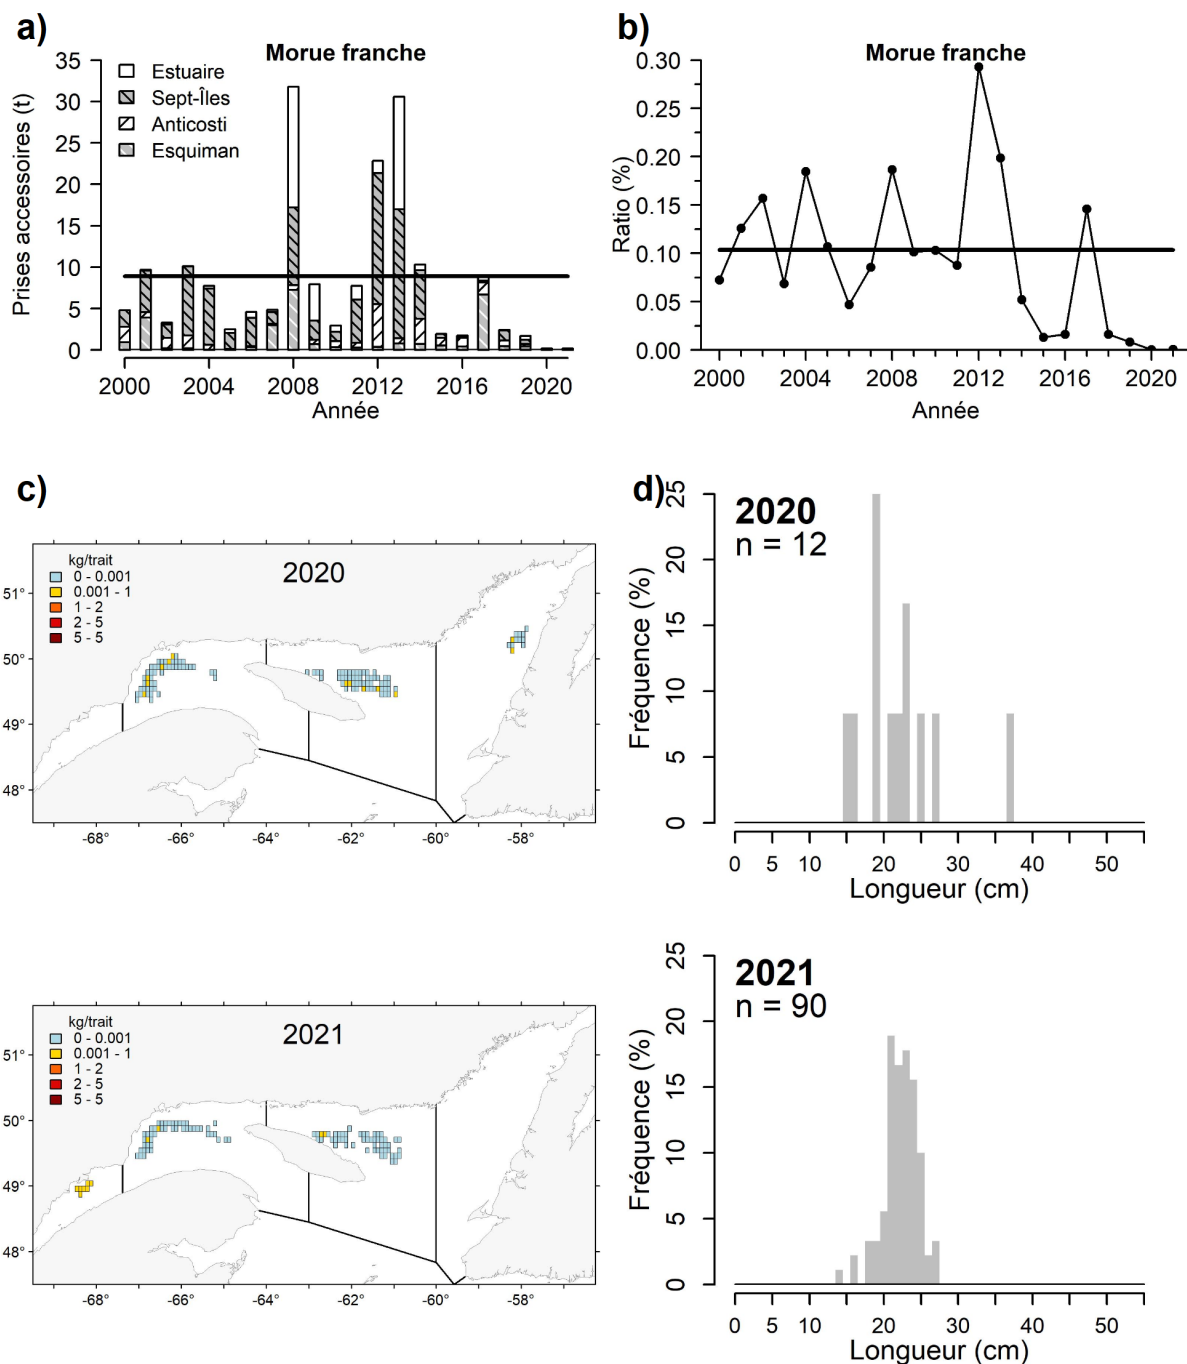 a)
Morue franche
Prises accessoires (t)
35
30
25
20
15
10
5
0
Estuaire
Sept-Îles
Anticosti
Esquiman
2000 2004 2008 2012 2016 2020
Année
b)
Morue franche
Ratio (%)
0.30
0.25
0.20
0.15
0.10
0.05
0.00
2000 2004 2008 2012 2016 2020
Année
c)
kg/trait
0 - 0.001
0.001 - 1
1 - 2
2 - 5
5 - 5
2020
51°
50°
49°
48°
-68 -66 -64 -62 -60 -58
d)
2020
n = 12
Fréquence (%)
25
20
15
10
5
0
0 5 10 20 30 40 50
Longueur (cm)
kg/trait
0 - 0.001
0.001 - 1
1 - 2
2 - 5
5 - 5
2021
51°
50°
49°
48°
-68 -66 -64 -62 -60 -58
2021
n = 90
Fréquence (%)
25
20
15
10
5
0
0 5 10 20 30 40 50
Longueur (cm)